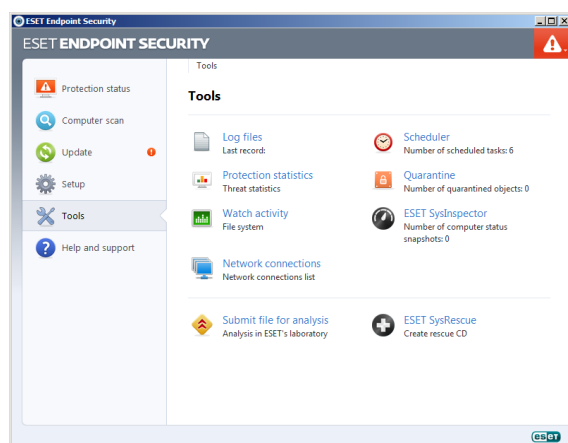 ESET Endpoint Security
ESET ENDPOINT SECURITY
Tools
Protection status
Computer scan
Update
Setup
Tools
Help and support
Tools
Log files
Last record:
Scheduler
Number of scheduled tasks: 6
Protection statistics
Threat statistics
Quarantine
Number of quarantined objects: 0
Watch activity
File system
ESET SysInspector
Number of computer status
snapshots: 0
Network connections
Network connections list
Submit file for analysis
Analysis in ESET's laboratory
ESET SysRescue
Create rescue CD
eseT